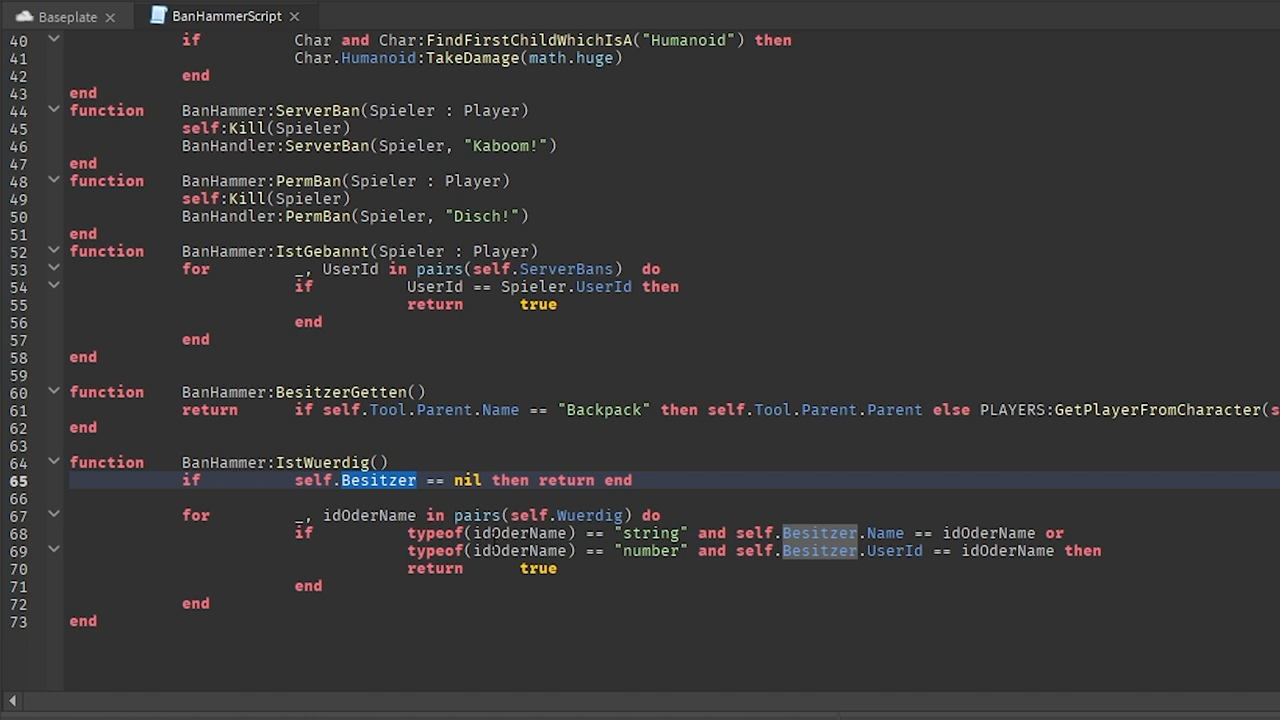 Baseplate BanHammerScript
40 if Char and Char:FindFirstChildWhichIsA("Humanoid") then
41 Char.Humanoid:TakeDamage(math.huge)
42 end
43 end
44 function BanHammer:ServerBan(Spieler : Player)
45 self:Kill(Spieler)
46 BanHandler:ServerBan(Spieler, "Kaboom!")
47 end
48 function BanHammer:PermBan(Spieler : Player)
49 self:Kill(Spieler)
50 BanHandler:PermBan(Spieler, "Disch!")
51 end
52 function BanHammer:IstGebannt(Spieler : Player)
53 for _, UserId in pairs(self.ServerBans) do
54 if UserId == Spieler.UserId then
55 return true
56 end
57 end
58 end
59
60 function BanHammer:BesitzerGetten()
61 return if self.Tool.Parent.Name == "Backpack" then self.Tool.Parent.Parent else PLAYERS:GetPlayerFromCharacter(s
62 end
63
64 function BanHammer:IstWuerdig()
65 if self.Besitzer == nil then return end
66
67 for _, idOderName in pairs(self.Wuerdig) do
68 if typeof(idOderName) == "string" and self.Besitzer.Name == idOderName or
69 typeof(idOderName) == "number" and self.Besitzer.UserId == idOderName then
70 return true
71 end
72 end
73 end